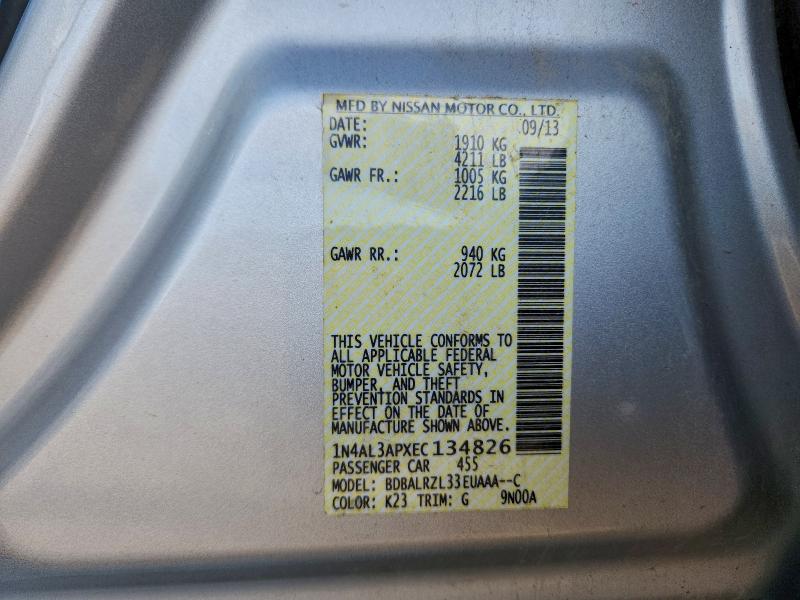 MFD BY NISSAN MOTOR CO., LTD.
DATE: 09/13
GVWR: 1910 KG
4211 LB
GAWR FR.: 1005 KG
2216 LB
GAWR RR.: 940 KG
2072 LB
THIS VEHICLE CONFORMS TO
ALL APPLICABLE FEDERAL
MOTOR VEHICLE SAFETY,
BUMPER, AND THEFT
PREVENTION STANDARDS IN
EFFECT ON THE DATE OF
MANUFACTURE SHOWN ABOVE.
1N4AL3APXEC134826
PASSENGER CAR 455
MODEL: BDBALRZL33EUAAA--C
COLOR: K23 TRIM: G 9N00A